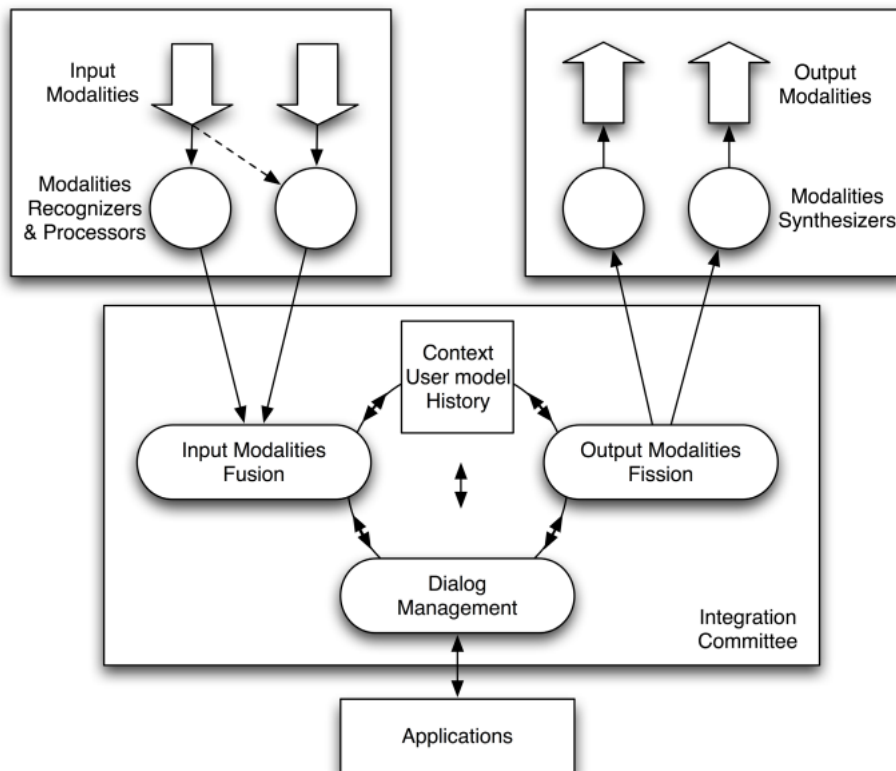 Input
Modalities
Modalities
Recognizers
& Processors
Output
Modalities
Modalities
Synthesizers
Context
User model
History
Input Modalities
Fusion
Output Modalities
Fission
Dialog
Management
Integration
Committee
Applications